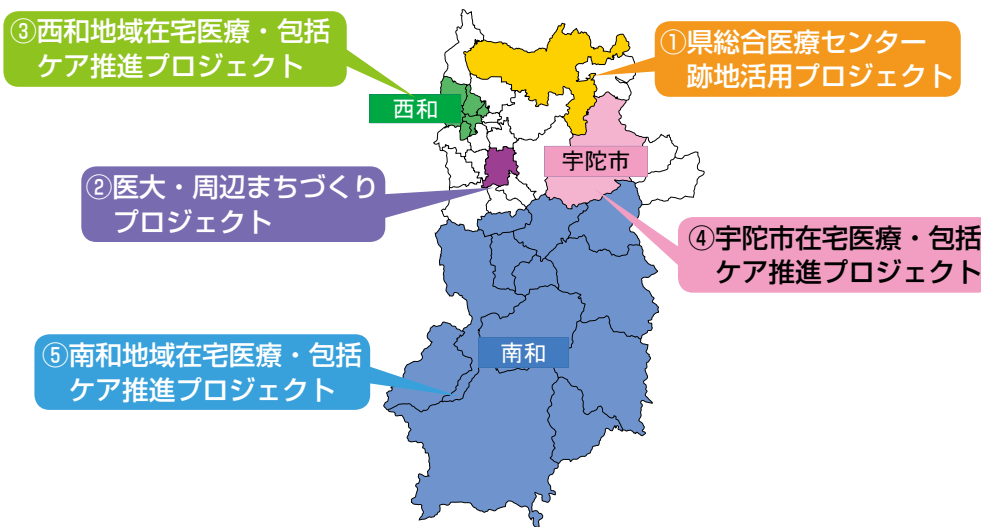 ③西和地域在宅医療・包括
ケア推進プロジェクト
①県総合医療センター
跡地活用プロジェクト
西和
宇陀市
②医大・周辺まちづくり
プロジェクト
④宇陀市在宅医療・包括
ケア推進プロジェクト
南和
⑤南和地域在宅医療・包括
ケア推進プロジェクト